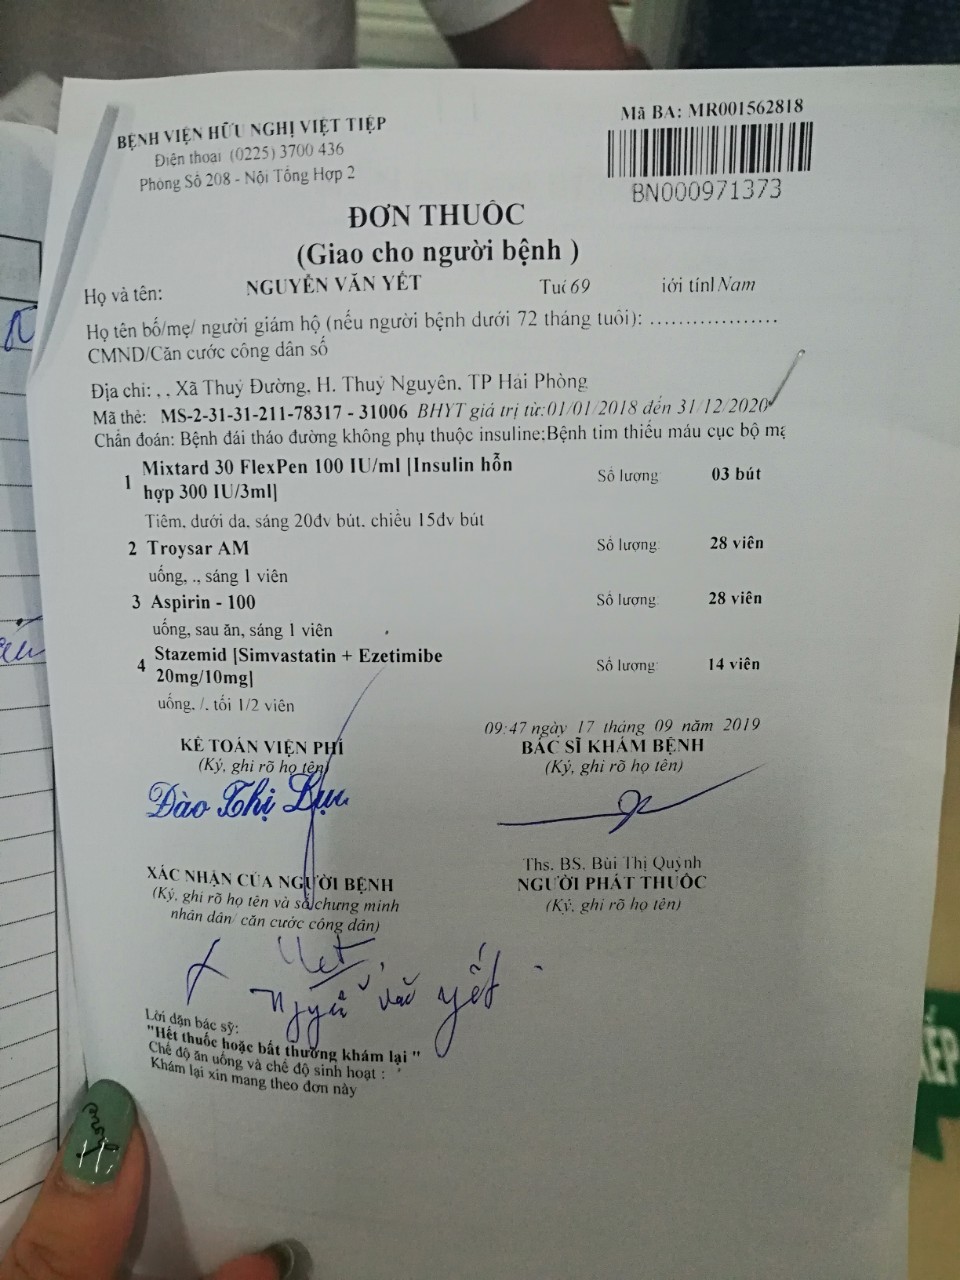 BỆNH VIỆN HỮU NGHỊ VIỆT TIỆP
Điện thoại (0225) 3700 436
Phòng Số 208 - Nội Tổng Hợp 2
Mã BA: MR001562818
BN000971373
ĐƠN THUỐC
(Giao cho người bệnh )
Họ và tên: NGUYỄN VĂN YẾT Tuổi 69 iới tính Nam
Họ tên bố/mẹ/ người giám hộ (nếu người bệnh dưới 72 tháng tuổi): ...................
CMND/Căn cước công dân số
Địa chỉ: , , Xã Thuỷ Đường, H. Thuỷ Nguyên, TP Hải Phòng
Mã thẻ: MS-2-31-31-211-78317 - 31006 BHYT giá trị từ:01/01/2018 đến 31/12/2020
Chẩn đoán: Bệnh đái tháo đường không phụ thuộc insuline;Bệnh tim thiếu máu cục bộ mạ
1 Mixtard 30 FlexPen 100 IU/ml [Insulin hỗn Số lượng: 03 bút
hợp 300 IU/3ml]
Tiêm, dưới da, sáng 20đv bút, chiều 15đv bút
2 Troysar AM Số lượng: 28 viên
uống, ., sáng 1 viên
3 Aspirin - 100 Số lượng: 28 viên
uống, sau ăn, sáng 1 viên
4 Stazemid [Simvastatin + Ezetimibe Số lượng: 14 viên
20mg/10mg]
uống, /, tối 1/2 viên
09:47 ngày 17 tháng 09 năm 2019
KẾ TOÁN VIỆN PHÍ BÁC SĨ KHÁM BỆNH
(Ký, ghi rõ họ tên) (Ký, ghi rõ họ tên)
Đào Thị Lựu
Ths. BS. Bùi Thị Quỳnh
XÁC NHẬN CỦA NGƯỜI BỆNH NGƯỜI PHÁT THUỐC
(Ký, ghi rõ họ tên và số chứng minh (Ký, ghi rõ họ tên)
nhân dân/ căn cước công dân)
Yết
Nguyễn Văn Yết
Lời dặn bác sỹ:
"Hết thuốc hoặc bất thường khám lại "
Chế độ ăn uống và chế độ sinh hoạt :
Khám lại xin mang theo đơn này